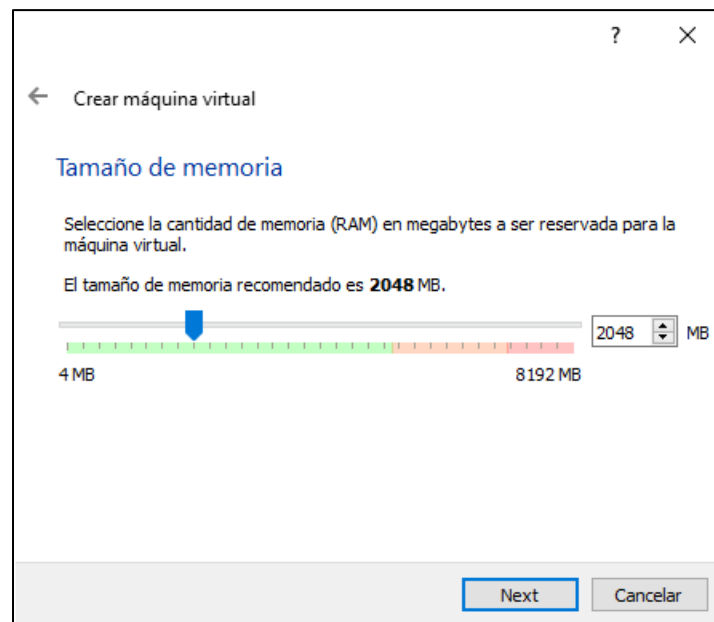 ?
Crear máquina virtual
Tamaño de memoria
Seleccione la cantidad de memoria (RAM) en megabytes a ser reservada para la
máquina virtual.
El tamaño de memoria recomendado es 2048 MB.
2048 MB
4 MB 8192 MB
Next Cancelar